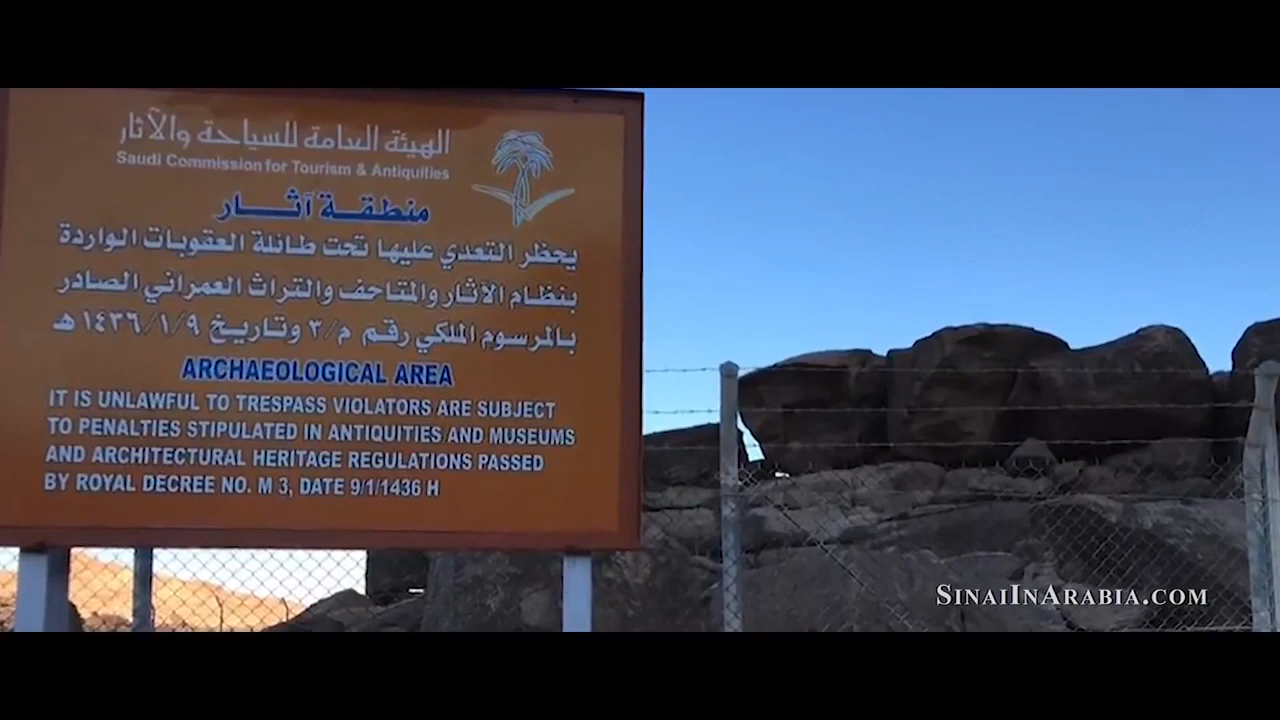 الهيئة العامة للسياحة والآثار
Saudi Commission for Tourism & Antiquities
منطقة آثار
يحظر التعدي عليها تحت طائلة العقوبات الواردة
بنظام الآثار والمتاحف والتراث العمراني الصادر
بالمرسوم الملكي رقم م/٣ وتاريخ ١٤٣٦/١/٩هـ
ARCHAEOLOGICAL AREA
IT IS UNLAWFUL TO TRESPASS VIOLATORS ARE SUBJECT
TO PENALTIES STIPULATED IN ANTIQUITIES AND MUSEUMS
AND ARCHITECTURAL HERITAGE REGULATIONS PASSED
BY ROYAL DECREE NO. M 3, DATE 9/1/1436 H
SINAIINARABIA.COM